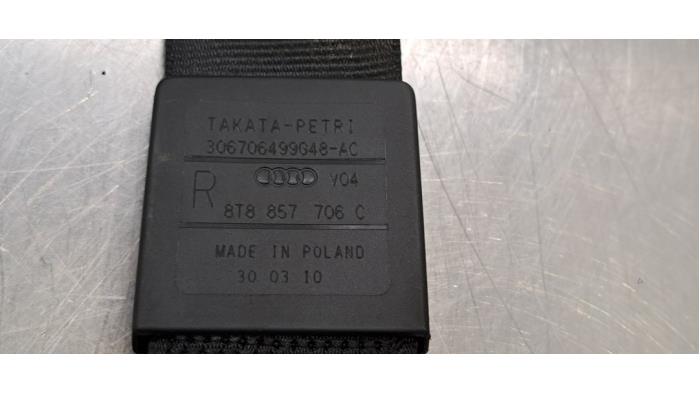 TAKATA-PETRI
306706499G48-AC
R V04
8T8 857 706 C
MADE IN POLAND
30 03 10